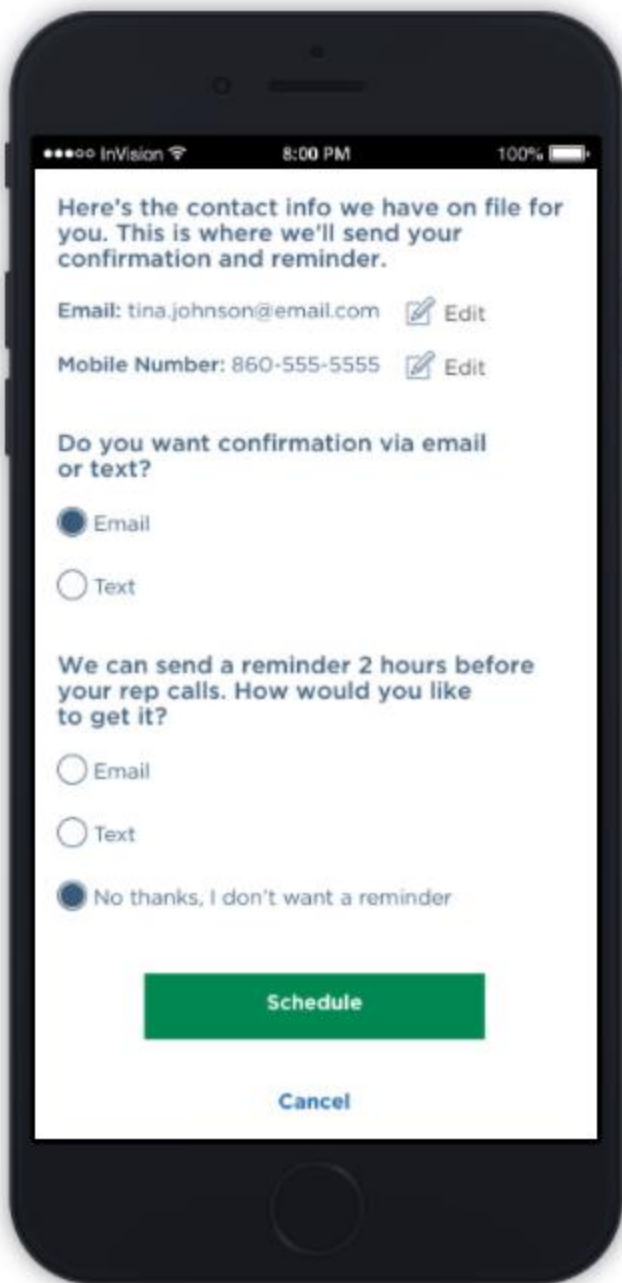 ●●●○○ InVision 8:00 PM 100%
Here's the contact info we have on file for
you. This is where we'll send your
confirmation and reminder.
Email: tina.johnson@email.com Edit
Mobile Number: 860-555-5555 Edit
Do you want confirmation via email
or text?
Email
Text
We can send a reminder 2 hours before
your rep calls. How would you like
to get it?
Email
Text
No thanks, I don't want a reminder
Schedule
Cancel